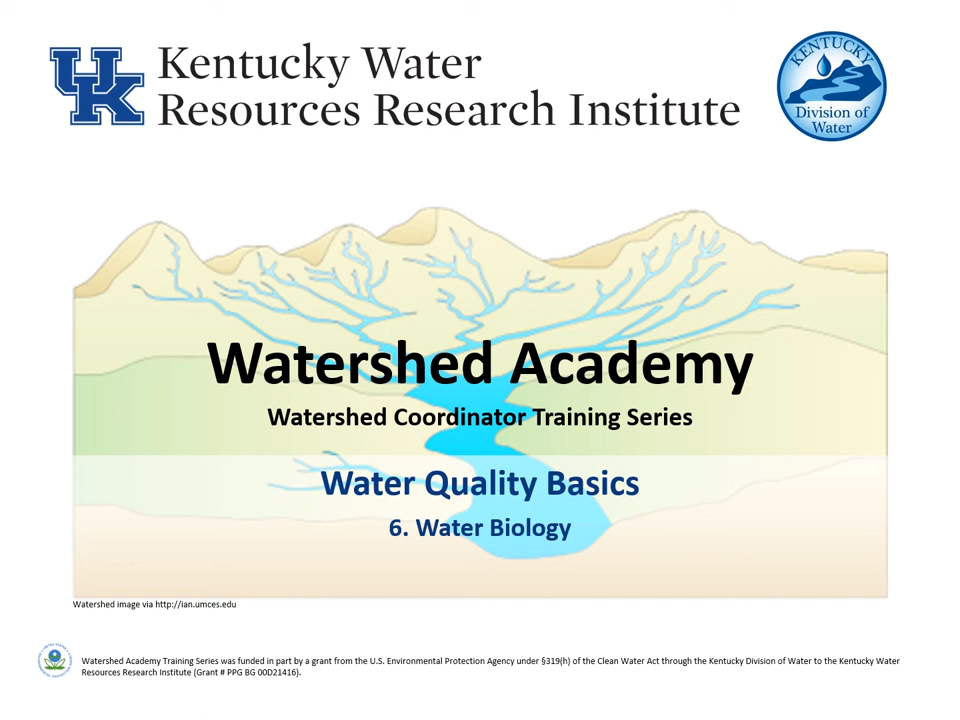 UK
Kentucky Water
Resources Research Institute
KENTUCKY
Division of
Water
Watershed Academy
Watershed Coordinator Training Series
Water Quality Basics
6. Water Biology
Watershed image via http://ian.umces.edu
Watershed Academy Training Series was funded in part by a grant from the U.S. Environmental Protection Agency under §319(h) of the Clean Water Act through the Kentucky Division of Water to the Kentucky Water
Resources Research Institute (Grant # PPG BG 00D21416).